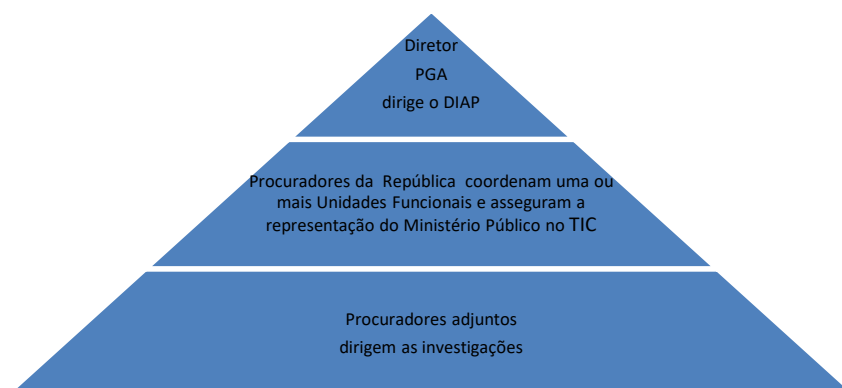 Diretor
PGA
dirige o DIAP
Procuradores da República coordenam uma ou
mais Unidades Funcionais e asseguram a
representação do Ministério Público no TIC
Procuradores adjuntos
dirigem as investigações